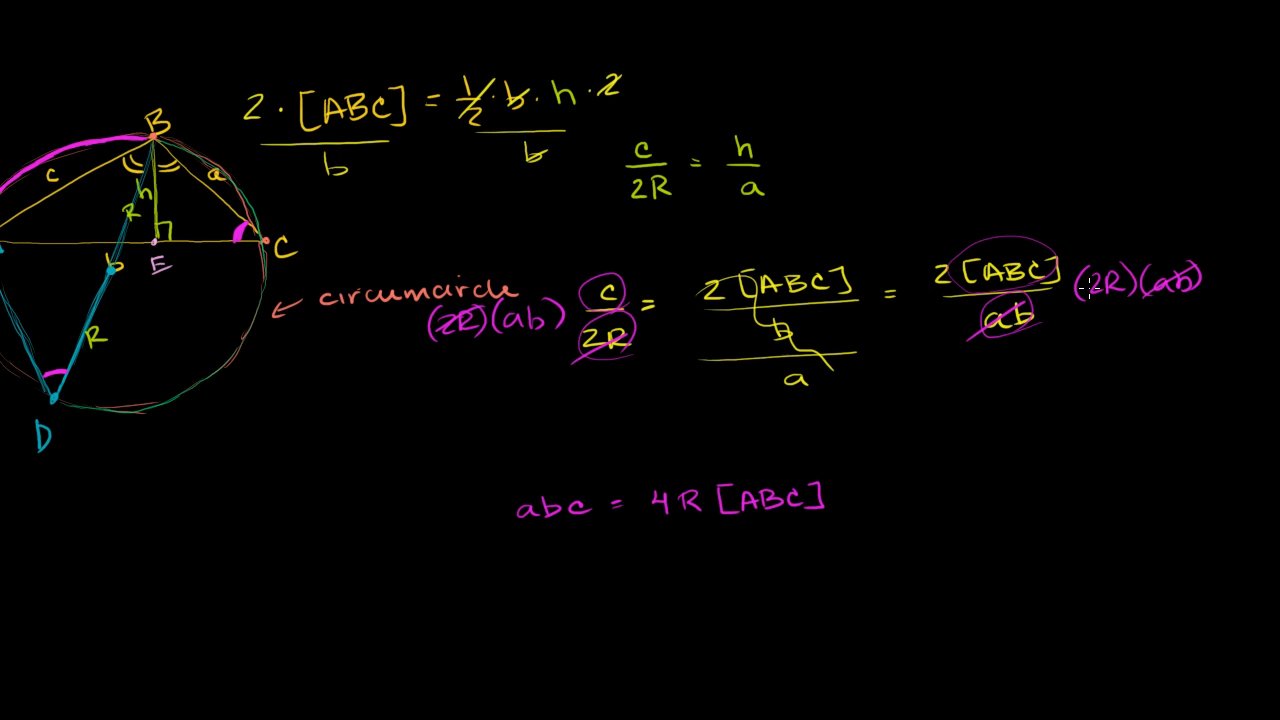 2 · [ABC] = 1/2 · b · h · 2
b
b
c/2R = h/a
B
c
a
h
R
C
b
E
R
D
← circumcircle
(2R)(ab) c/2R = 2[ABC]/b/a = 2[ABC]/ab (2R)(ab)
abc = 4R [ABC]